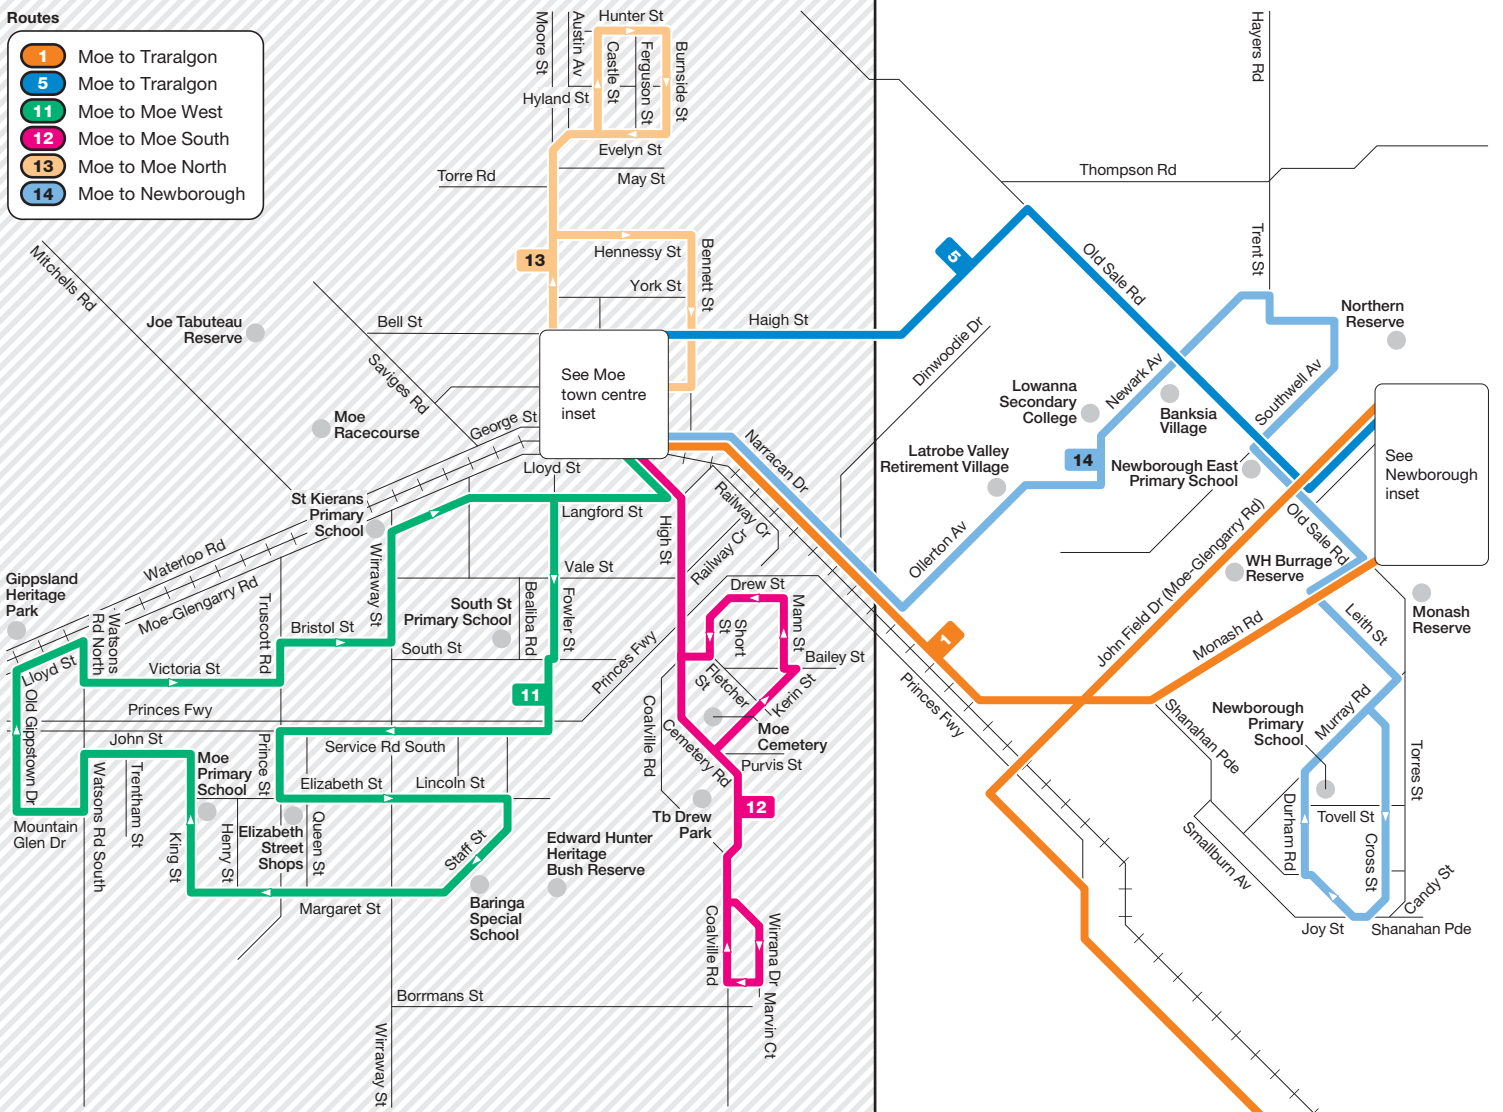 Routes
1 Moe to Traralgon
5 Moe to Traralgon
11 Moe to Moe West
12 Moe to Moe South
13 Moe to Moe North
14 Moe to Newborough
Moore St
Austin Av
Hunter St
Castle St
Ferguson St
Burnside St
Hyland St
Evelyn St
May St
Torre Rd
Hennessy St
Bennett St
13
York St
Bell St
Haigh St
Mitchells Rd
Joe Tabuteau
Reserve
Saviges Rd
Moe
Racecourse
George St
See Moe
town centre
inset
Lloyd St
Hayers Rd
Thompson Rd
Trent St
5
Old Sale Rd
Northern
Reserve
Dinwoodie Dr
Lowanna
Secondary
College
Newark Av
Banksia
Village
Southwell Av
Latrobe Valley
Retirement Village
14
Newborough East
Primary School
See
Newborough
inset
Narracan Dr
Ollerton Av
John Field Dr (Moe-Glengarry Rd)
Old Sale Rd
WH Burrage
Reserve
Monash
Reserve
Leith St
Monash Rd
1
Princes Fwy
Shanahan Pde
Newborough
Primary
School
Murray Rd
Torres St
Durham Rd
Tovell St
Cross St
Smallburn Av
Joy St
Candy St
Shanahan Pde
St Kierans
Primary
School
Langford St
High St
Railway Cr
Railway Cr
Waterloo Rd
Moe-Glengarry Rd
Gippsland
Heritage
Park
Watsons
Rd North
Truscott Rd
Wirraway St
Vale St
South St
Primary School
Bealiba Rd
Fowler St
Drew St
Mann St
Short
St
Bailey St
Fletcher
St
Kerin St
Bristol St
South St
Princes Fwy
Lloyd St
Victoria St
11
Old Gippstown Dr
Princes Fwy
Service Rd South
Coalville Rd
Cemetery Rd
Moe
Cemetery
Purvis St
John St
Moe
Primary
School
Prince St
Elizabeth St
Lincoln St
12
Tb Drew
Park
Mountain
Glen Dr
Watsons Rd South
Trentham St
King St
Henry St
Elizabeth
Street
Shops
Queen St
Staff St
Edward Hunter
Heritage
Bush Reserve
Margaret St
Baringa
Special
School
Coalville Rd
Wirrana Dr
Marvin Ct
Borrmans St
Wirraway St